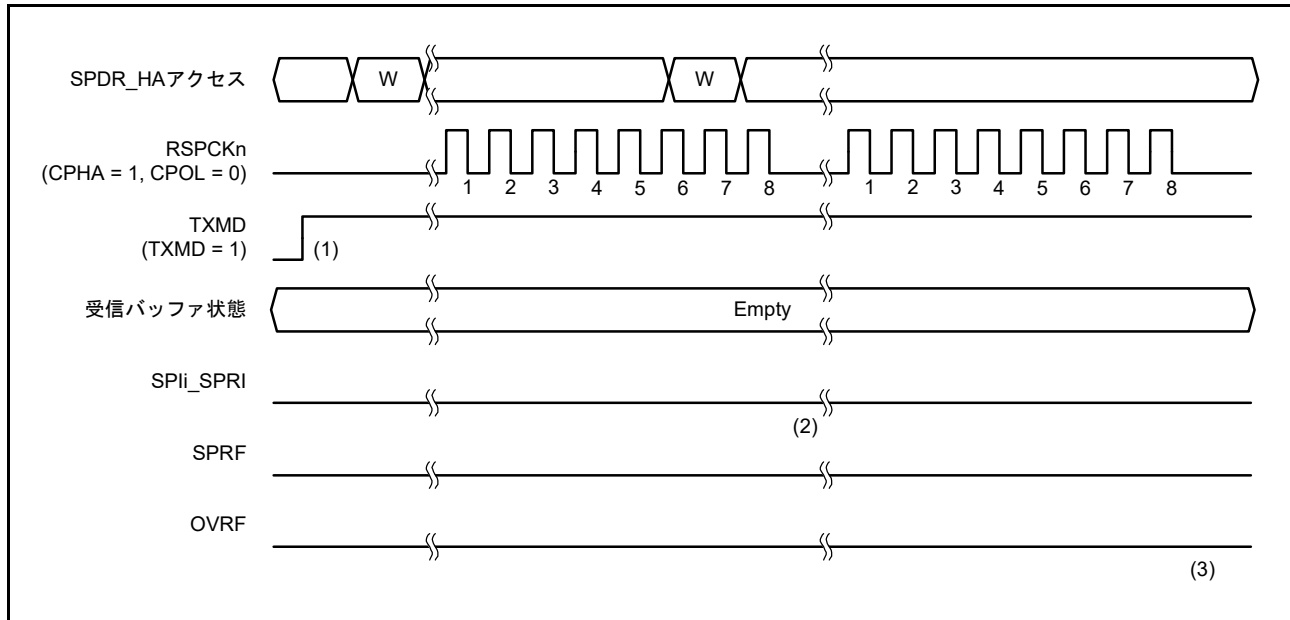 SPDR_HAアクセス
W
W
RSPCKn
(CPHA = 1, CPOL = 0)
1 2 3 4 5 6 7 8
1 2 3 4 5 6 7 8
TXMD
(TXMD = 1)
(1)
受信バッファ状態
Empty
SPIi_SPRI
(2)
SPRF
OVRF
(3)